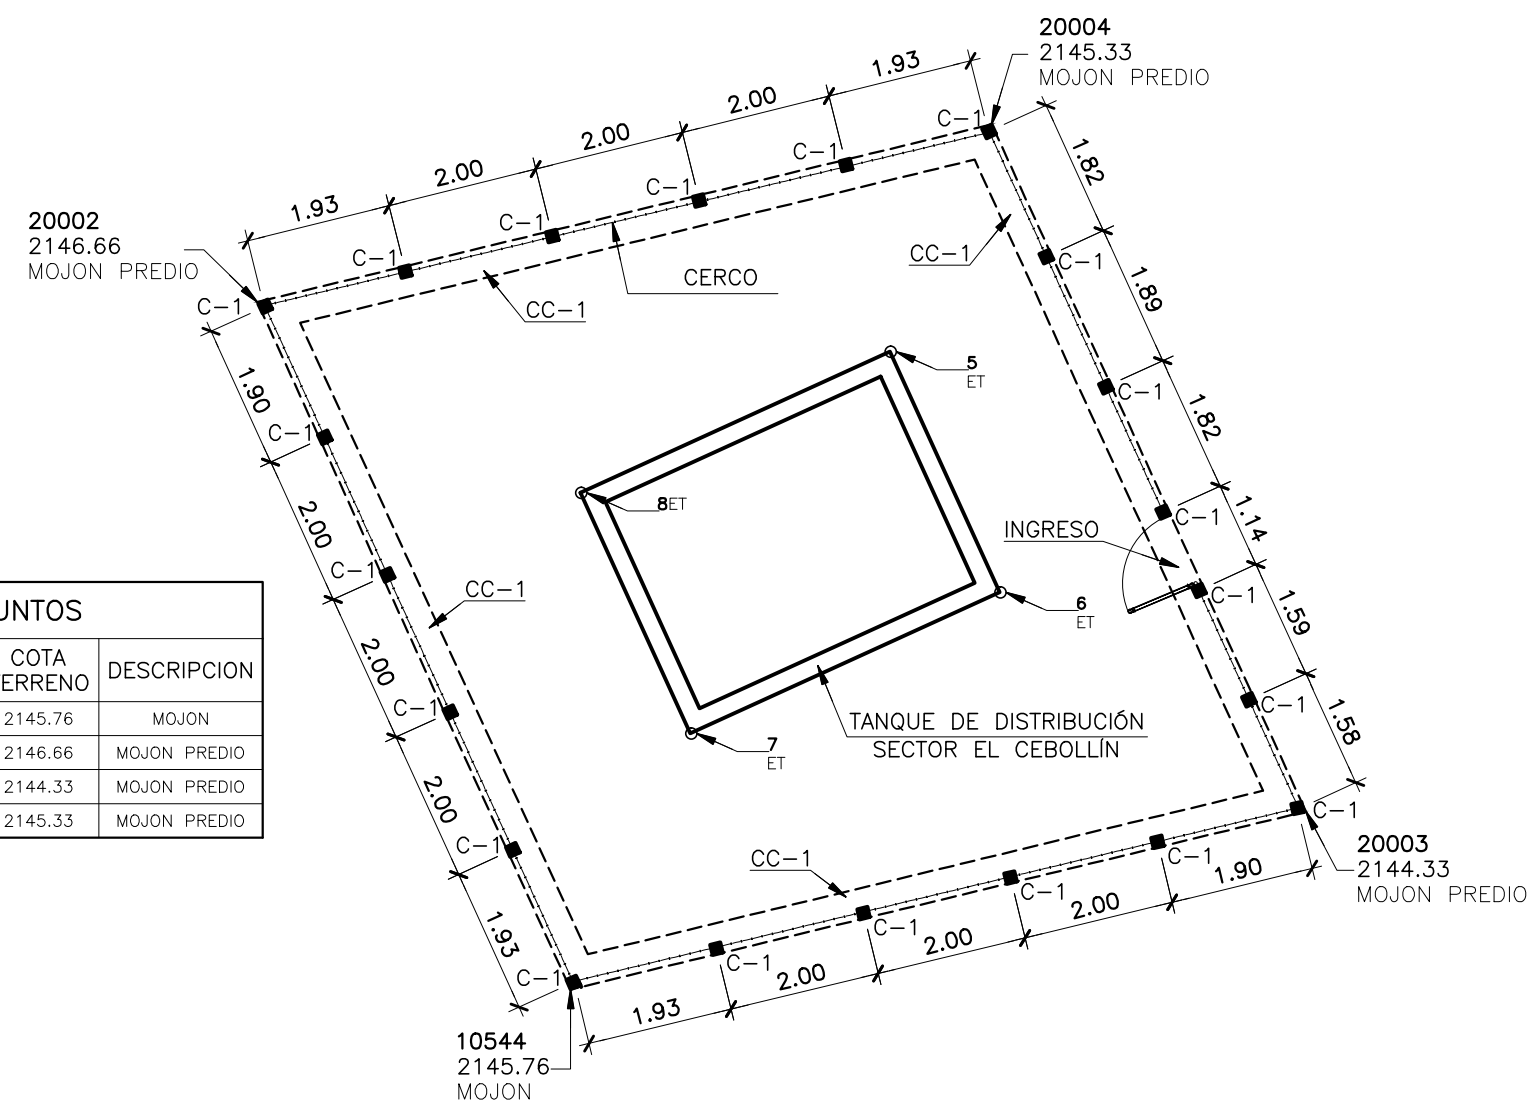 20004
2145.33
MOJON PREDIO
1.93
2.00
2.00
2.00
1.93
C-1
C-1
C-1
C-1
C-1
C-1
20002
2146.66
MOJON PREDIO
CERCO
CC-1
CC-1
1.82
C-1
1.89
C-1
1.82
C-1
1.14
INGRESO
C-1
1.59
C-1
1.58
C-1
1.90
C-1
2.00
C-1
2.00
C-1
2.00
C-1
1.93
C-1
CC-1
5
ET
8 ET
6
ET
7
ET
TANQUE DE DISTRIBUCIÓN
SECTOR EL CEBOLLÍN
UNTOS
COTA
ERRENO
DESCRIPCION
2145.76 MOJON
2146.66 MOJON PREDIO
2144.33 MOJON PREDIO
2145.33 MOJON PREDIO
CC-1
C-1
C-1
C-1
C-1
1.93
2.00
2.00
2.00
1.90
20003
2144.33
MOJON PREDIO
10544
2145.76
MOJON